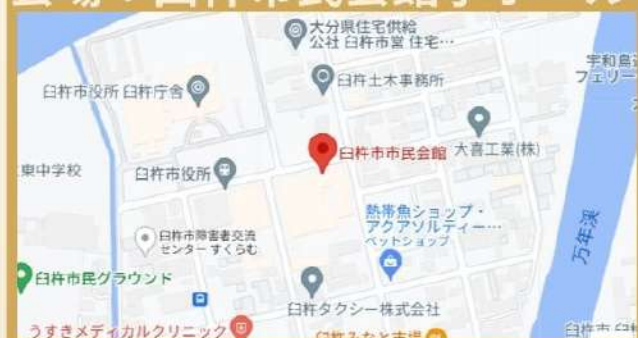 大分県住宅供給
公社 臼杵市営 住宅…
宇和島
フェリー
臼杵市役所 臼杵庁舎
臼杵土木事務所
臼杵市市民会館
大喜工業(株)
東中学校
臼杵市役所
熱帯魚ショップ・
アクアソルティー…
ペットショップ
臼杵市障害者交流
センター すくらむ
万年渓
臼杵市民グラウンド
臼杵タクシー株式会社
うすきメディカルクリニック